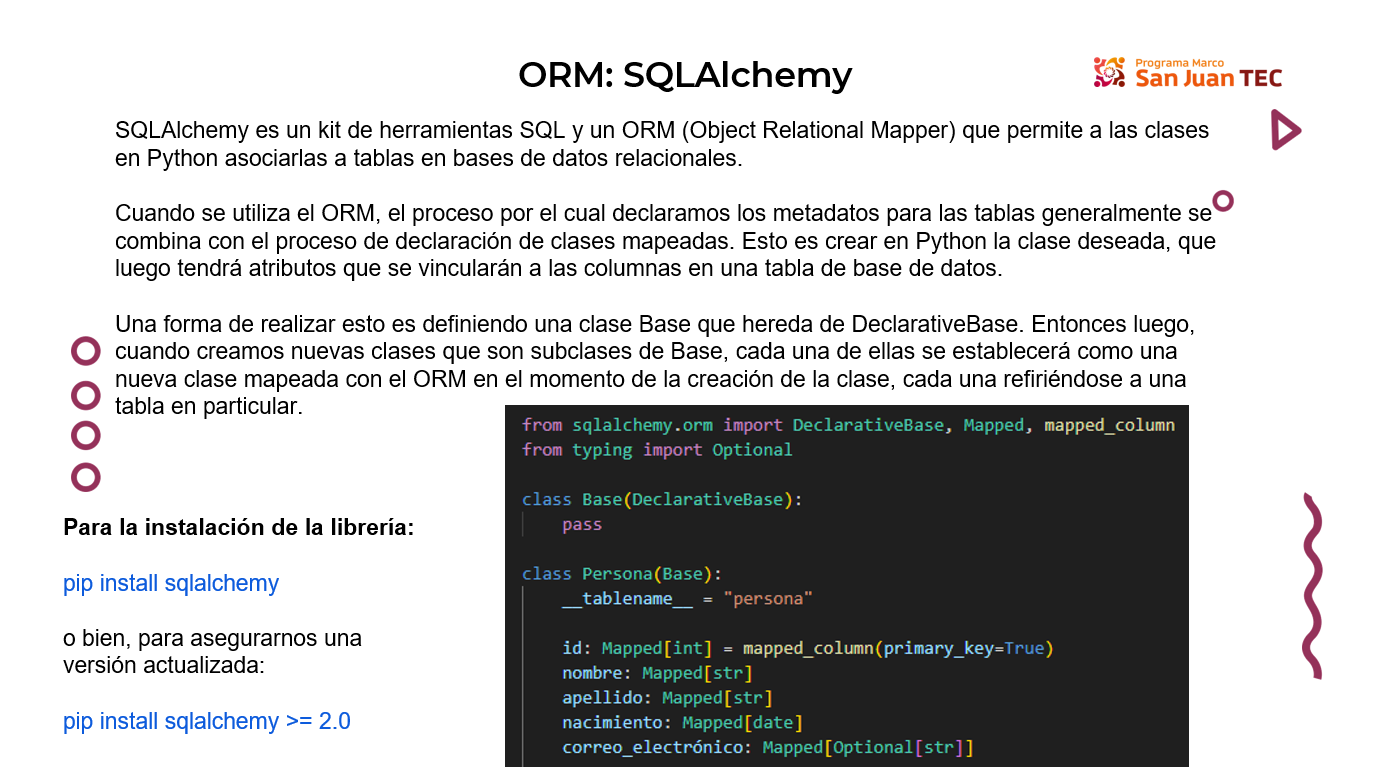 ORM: SQLAlchemy
Programa Marco
San Juan TEC
SQLAlchemy es un kit de herramientas SQL y un ORM (Object Relational Mapper) que permite a las clases
en Python asociarlas a tablas en bases de datos relacionales.
Cuando se utiliza el ORM, el proceso por el cual declaramos los metadatos para las tablas generalmente se
combina con el proceso de declaración de clases mapeadas. Esto es crear en Python la clase deseada, que
luego tendrá atributos que se vincularán a las columnas en una tabla de base de datos.
Una forma de realizar esto es definiendo una clase Base que hereda de DeclarativeBase. Entonces luego,
cuando creamos nuevas clases que son subclases de Base, cada una de ellas se establecerá como una
nueva clase mapeada con el ORM en el momento de la creación de la clase, cada una refiriéndose a una
tabla en particular.
Para la instalación de la librería:
pip install sqlalchemy
o bien, para asegurarnos una
versión actualizada:
pip install sqlalchemy >= 2.0
from sqlalchemy.orm import DeclarativeBase, Mapped, mapped_column
from typing import Optional
class Base(DeclarativeBase):
pass
class Persona(Base):
__tablename__ = "persona"
id: Mapped[int] = mapped_column(primary_key=True)
nombre: Mapped[str]
apellido: Mapped[str]
nacimiento: Mapped[date]
correo_electrónico: Mapped[Optional[str]]